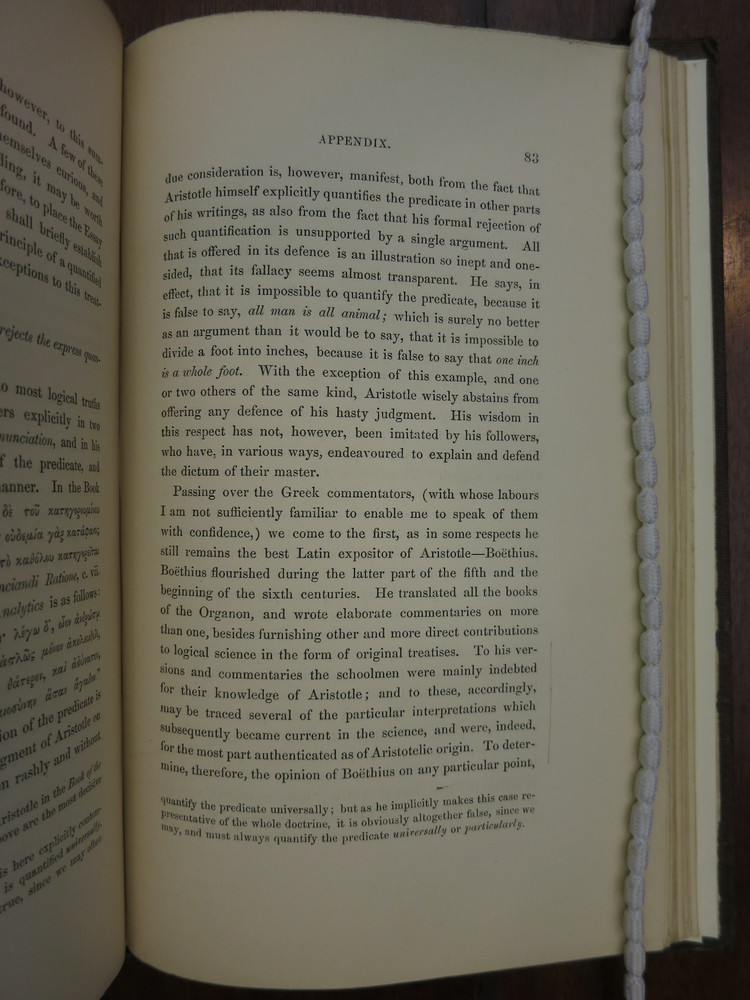 however, to this sum-
found. A few of these
themselves curious, and
ling, it may be worth
fore, to place the Essay
shall briefly establish
rinciple of a quantified
xceptions to this treat-
rejects the express quan-
o most logical truths
ers explicitly in two
nunciation, and in his
f the predicate, and
anner. In the Book
δὲ τοῦ κατηγορουμένου
οὐδεμία γὰρ κατάφασις
τὸ καθόλου κατηγορεῖται
nciandi Ratione, c. vii.
nalytics is as follows:
ion of the predicate is
gment of Aristotle on
n rashly and without
ristotle in the Book of the
bove are the most decisive
is here explicitly
is quantified universally,
true, since we may often
APPENDIX.
83
due consideration is, however, manifest, both from the fact that
Aristotle himself explicitly quantifies the predicate in other parts
of his writings, as also from the fact that his formal rejection of
such quantification is unsupported by a single argument. All
that is offered in its defence is an illustration so inept and one-
sided, that its fallacy seems almost transparent. He says, in
effect, that it is impossible to quantify the predicate, because it
is false to say, all man is all animal; which is surely no better
as an argument than it would be to say, that it is impossible to
divide a foot into inches, because it is false to say that one inch
is a whole foot. With the exception of this example, and one
or two others of the same kind, Aristotle wisely abstains from
offering any defence of his hasty judgment. His wisdom in
this respect has not, however, been imitated by his followers,
who have, in various ways, endeavoured to explain and defend
the dictum of their master.
Passing over the Greek commentators, (with whose labours
I am not sufficiently familiar to enable me to speak of them
with confidence,) we come to the first, as in some respects he
still remains the best Latin expositor of Aristotle—Boëthius.
Boëthius flourished during the latter part of the fifth and the
beginning of the sixth centuries. He translated all the books
of the Organon, and wrote elaborate commentaries on more
than one, besides furnishing other and more direct contributions
to logical science in the form of original treatises. To his ver-
sions and commentaries the schoolmen were mainly indebted
for their knowledge of Aristotle; and to these, accordingly,
may be traced several of the particular interpretations which
subsequently became current in the science, and were, indeed,
for the most part authenticated as of Aristotelic origin. To deter-
mine, therefore, the opinion of Boëthius on any particular point,
quantify the predicate universally; but as he implicitly makes this case re-
presentative of the whole doctrine, it is obviously altogether false, since we
may, and must always quantify the predicate universally or particularly.